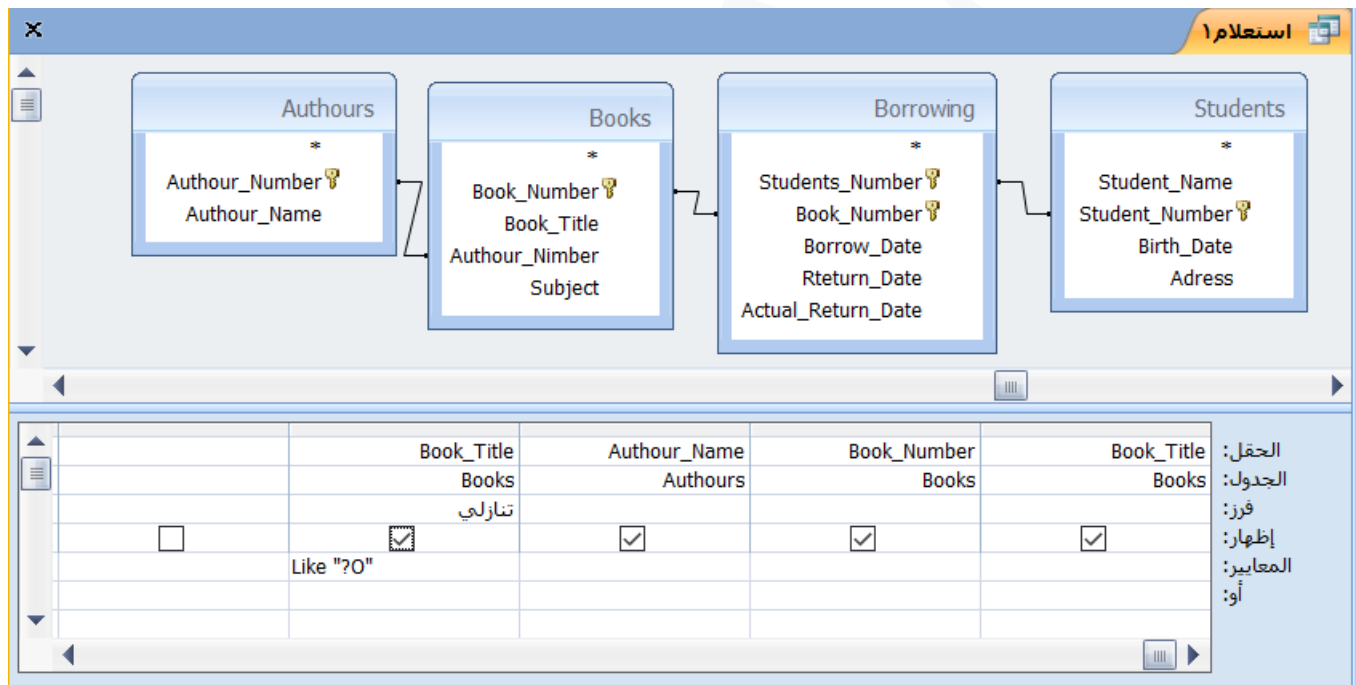 استعلام١
Authours
*
Authour_Number
Authour_Name
Books
*
Book_Number
Book_Title
Authour_Nimber
Subject
Borrowing
*
Students_Number
Book_Number
Borrow_Date
Rteturn_Date
Actual_Return_Date
Students
*
Student_Name
Student_Number
Birth_Date
Adress
الحقل: Book_Title Book_Number Authour_Name Book_Title
الجدول: Books Books Authours Books
فرز: تنازلي
إظهار:
المعايير: Like "?O"
أو: